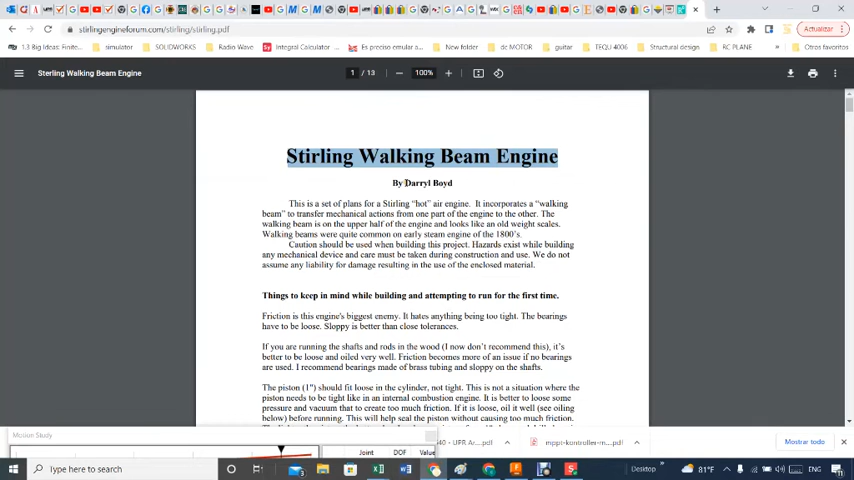 stirlingengineforum.com/stirling/stirling.pdf
Actualizar
1.3 Big Ideas: Finite...
simulator
SOLIDWORKS
Radio Wave
Integral Calculator...
Es preciso emular a...
New folder
dc MOTOR
guitar
TEQU 4006
Structural design
RC PLANE
Otros favoritos
Sterling Walking Beam Engine
1 / 13
100%
Stirling Walking Beam Engine
By Darryl Boyd
This is a set of plans for a Stirling “hot” air engine. It incorporates a “walking
beam” to transfer mechanical actions from one part of the engine to the other. The
walking beam is on the upper half of the engine and looks like an old weight scales.
Walking beams were quite common on early steam engine of the 1800’s.
Caution should be used when building this project. Hazards exist while building
any mechanical device and care must be taken during construction and use. We do not
assume any liability for damage resulting in the use of the enclosed material.
Things to keep in mind while building and attempting to run for the first time.
Friction is this engine's biggest enemy. It hates anything being too tight. The bearings
have to be loose. Sloppy is better than close tolerances.
If you are running the shafts and rods in the wood (I now don’t recommend this), it’s
better to be loose and oiled very well. Friction becomes more of an issue if no bearings
are used. I recommend bearings made of brass tubing and sloppy on the shafts.
The piston (1") should fit loose in the cylinder, not tight. This is not a situation where the
piston needs to be tight like in an internal combustion engine. It is better to loose some
pressure and vacuum that to create too much friction. If it is loose, oil it well (see oiling
below) before running. This will help seal the piston without causing too much friction.
Motion Study
Joint
DOF
40 - UPR Ar....pdf
mppt-kontroller-m....pdf
Mostrar todo
Type here to search
Desktop
81°F
ENG